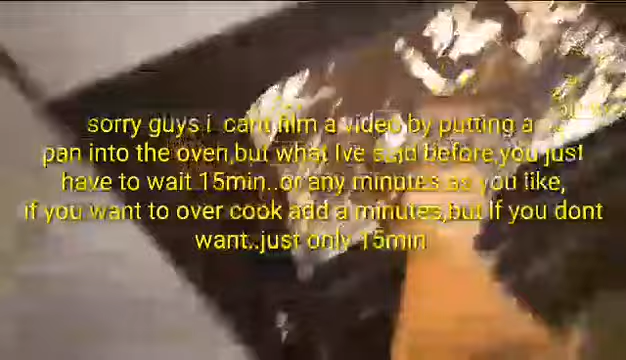 sorry guys i cant film a video by putting a
pan into the oven,but what Ive said before,you just
have to wait 15min..or any minutes as you like,
if you want to over cook add a minutes,but if you dont
want..just only 15min